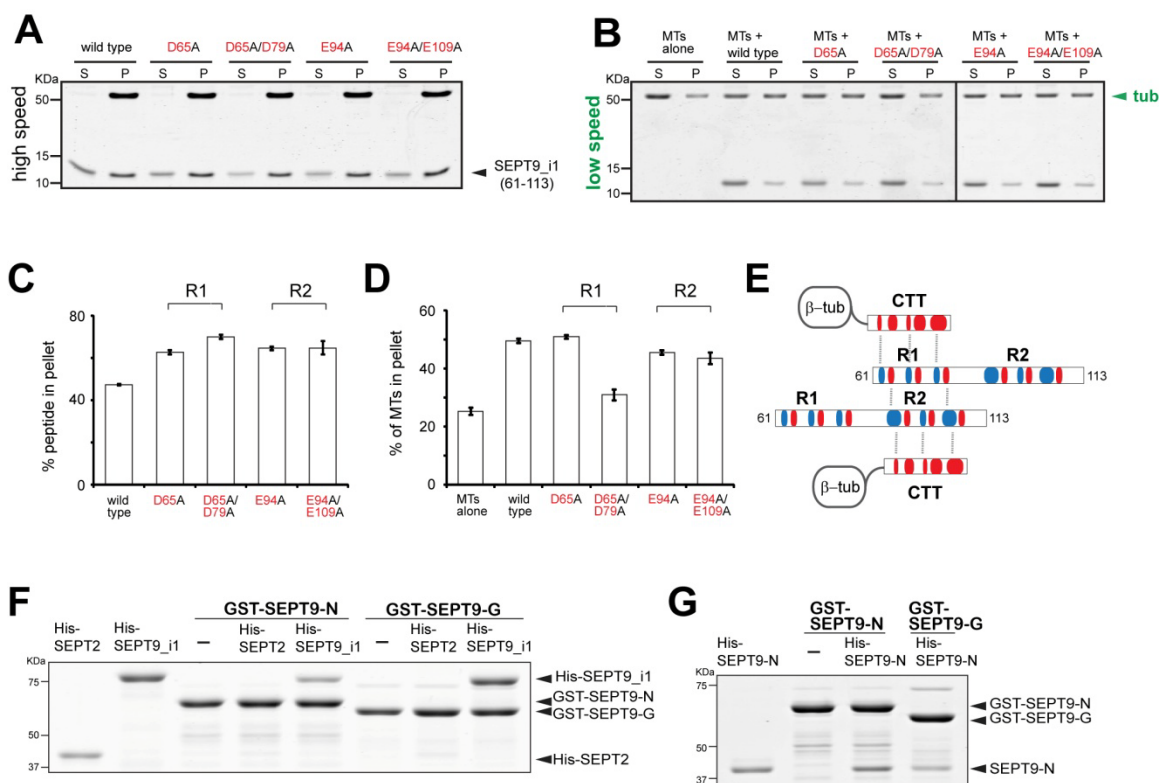 A
wild type D65A D65A/D79A E94A E94A/E109A
S P S P S P S P S P
KDa
50
15
10
high speed
SEPT9_i1
(61-113)
B
MTs alone MTs + wild type MTs + D65A MTs + D65A/D79A MTs + E94A MTs + E94A/E109A
S P S P S P S P S P S P
KDa
50
15
10
low speed
tub
C
R1 R2
% peptide in pellet
80
40
0
wild type D65A D65A/D79A E94A E94A/E109A
D
R1 R2
% of MTs in pellet
60
40
20
0
MTs alone wild type D65A D65A/D79A E94A E94A/E109A
E
β-tub CTT
R1 R2
61 113
R1 R2
61 113
β-tub CTT
F
GST-SEPT9-N GST-SEPT9-G
His-SEPT2 His-SEPT9_i1 – His-SEPT2 His-SEPT9_i1 – His-SEPT2 His-SEPT9_i1
KDa
75
50
37
His-SEPT9_i1
GST-SEPT9-N
GST-SEPT9-G
His-SEPT2
G
GST-SEPT9-N GST-SEPT9-G
His-SEPT9-N – His-SEPT9-N His-SEPT9-N
KDa
75
50
37
GST-SEPT9-N
GST-SEPT9-G
SEPT9-N